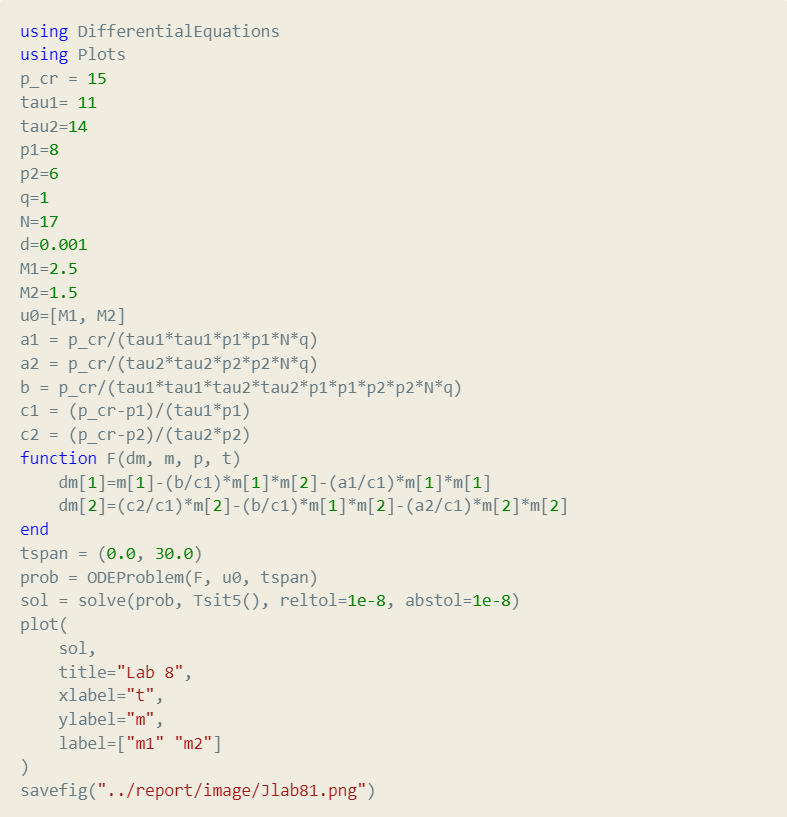 using DifferentialEquations
using Plots
p_cr = 15
tau1= 11
tau2=14
p1=8
p2=6
q=1
N=17
d=0.001
M1=2.5
M2=1.5
u0=[M1, M2]
a1 = p_cr/(tau1*tau1*p1*p1*N*q)
a2 = p_cr/(tau2*tau2*p2*p2*N*q)
b = p_cr/(tau1*tau1*tau2*tau2*p1*p1*p2*p2*N*q)
c1 = (p_cr-p1)/(tau1*p1)
c2 = (p_cr-p2)/(tau2*p2)
function F(dm, m, p, t)
    dm[1]=m[1]-(b/c1)*m[1]*m[2]-(a1/c1)*m[1]*m[1]
    dm[2]=(c2/c1)*m[2]-(b/c1)*m[1]*m[2]-(a2/c1)*m[2]*m[2]
end
tspan = (0.0, 30.0)
prob = ODEProblem(F, u0, tspan)
sol = solve(prob, Tsit5(), reltol=1e-8, abstol=1e-8)
plot(
    sol,
    title="Lab 8",
    xlabel="t",
    ylabel="m",
    label=["m1" "m2"]
)
savefig("../report/image/Jlab81.png")